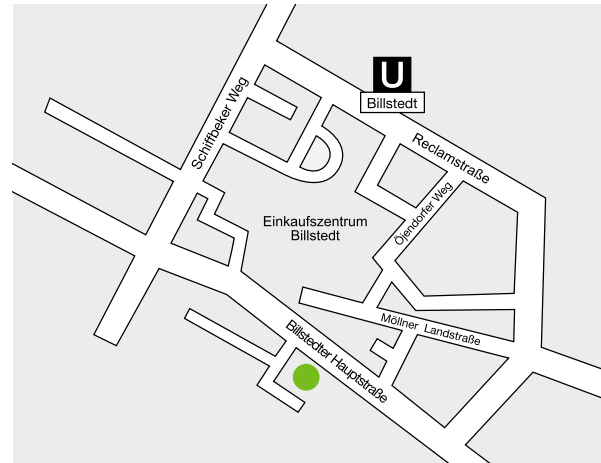 U
Billstedt
Schiffbeker Weg
Reclamstraße
Öjendorfer Weg
Einkaufszentrum
Billstedt
Möllner Landstraße
Billstedter Hauptstraße